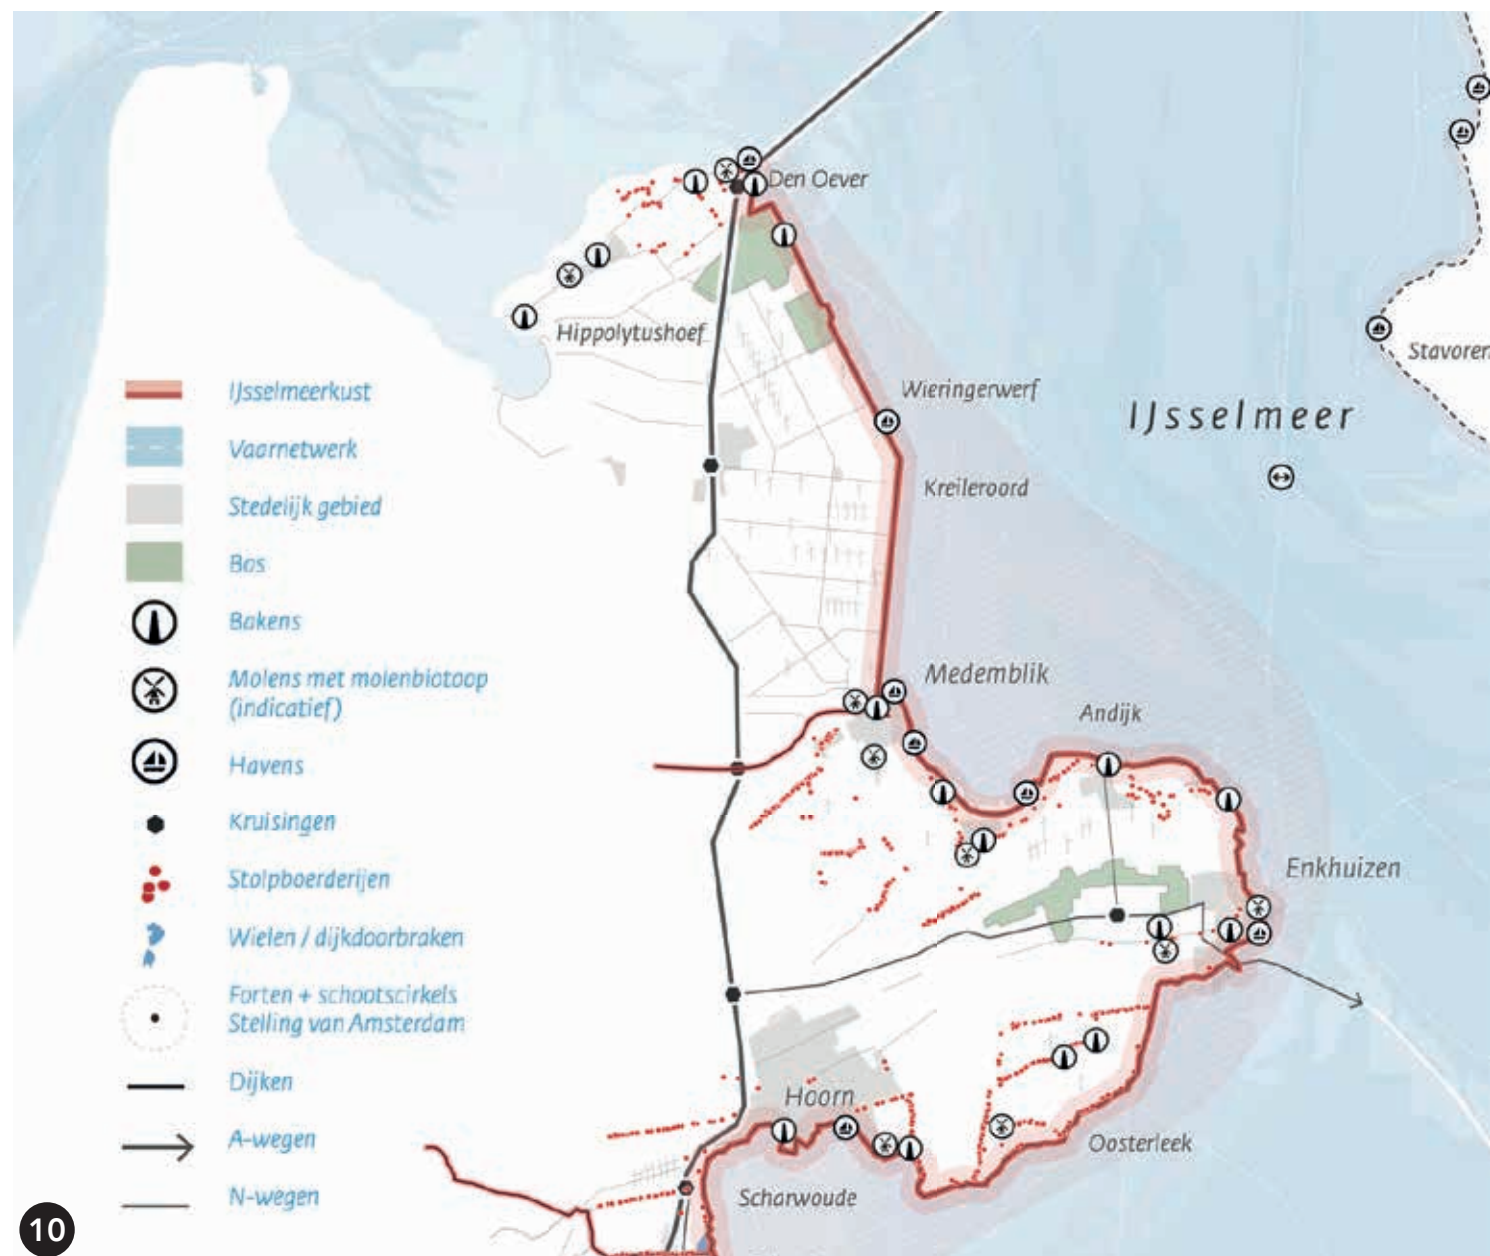 Den Oever
Hippolytushoef
Stavoren
Wieringerwerf
IJsselmeer
Kreileroord
Medemblik
Andijk
Enkhuizen
Hoorn
Oosterleek
Scharwoude
IJsselmeerkust
Vaarnetwerk
Stedelijk gebied
Bos
Bakens
Molens met molenbiotoop
(indicatief)
Havens
Kruisingen
Stolpboerderijen
Wielen / dijkdoorbraken
Forten + schootscirkels
Stelling van Amsterdam
Dijken
A-wegen
N-wegen
10